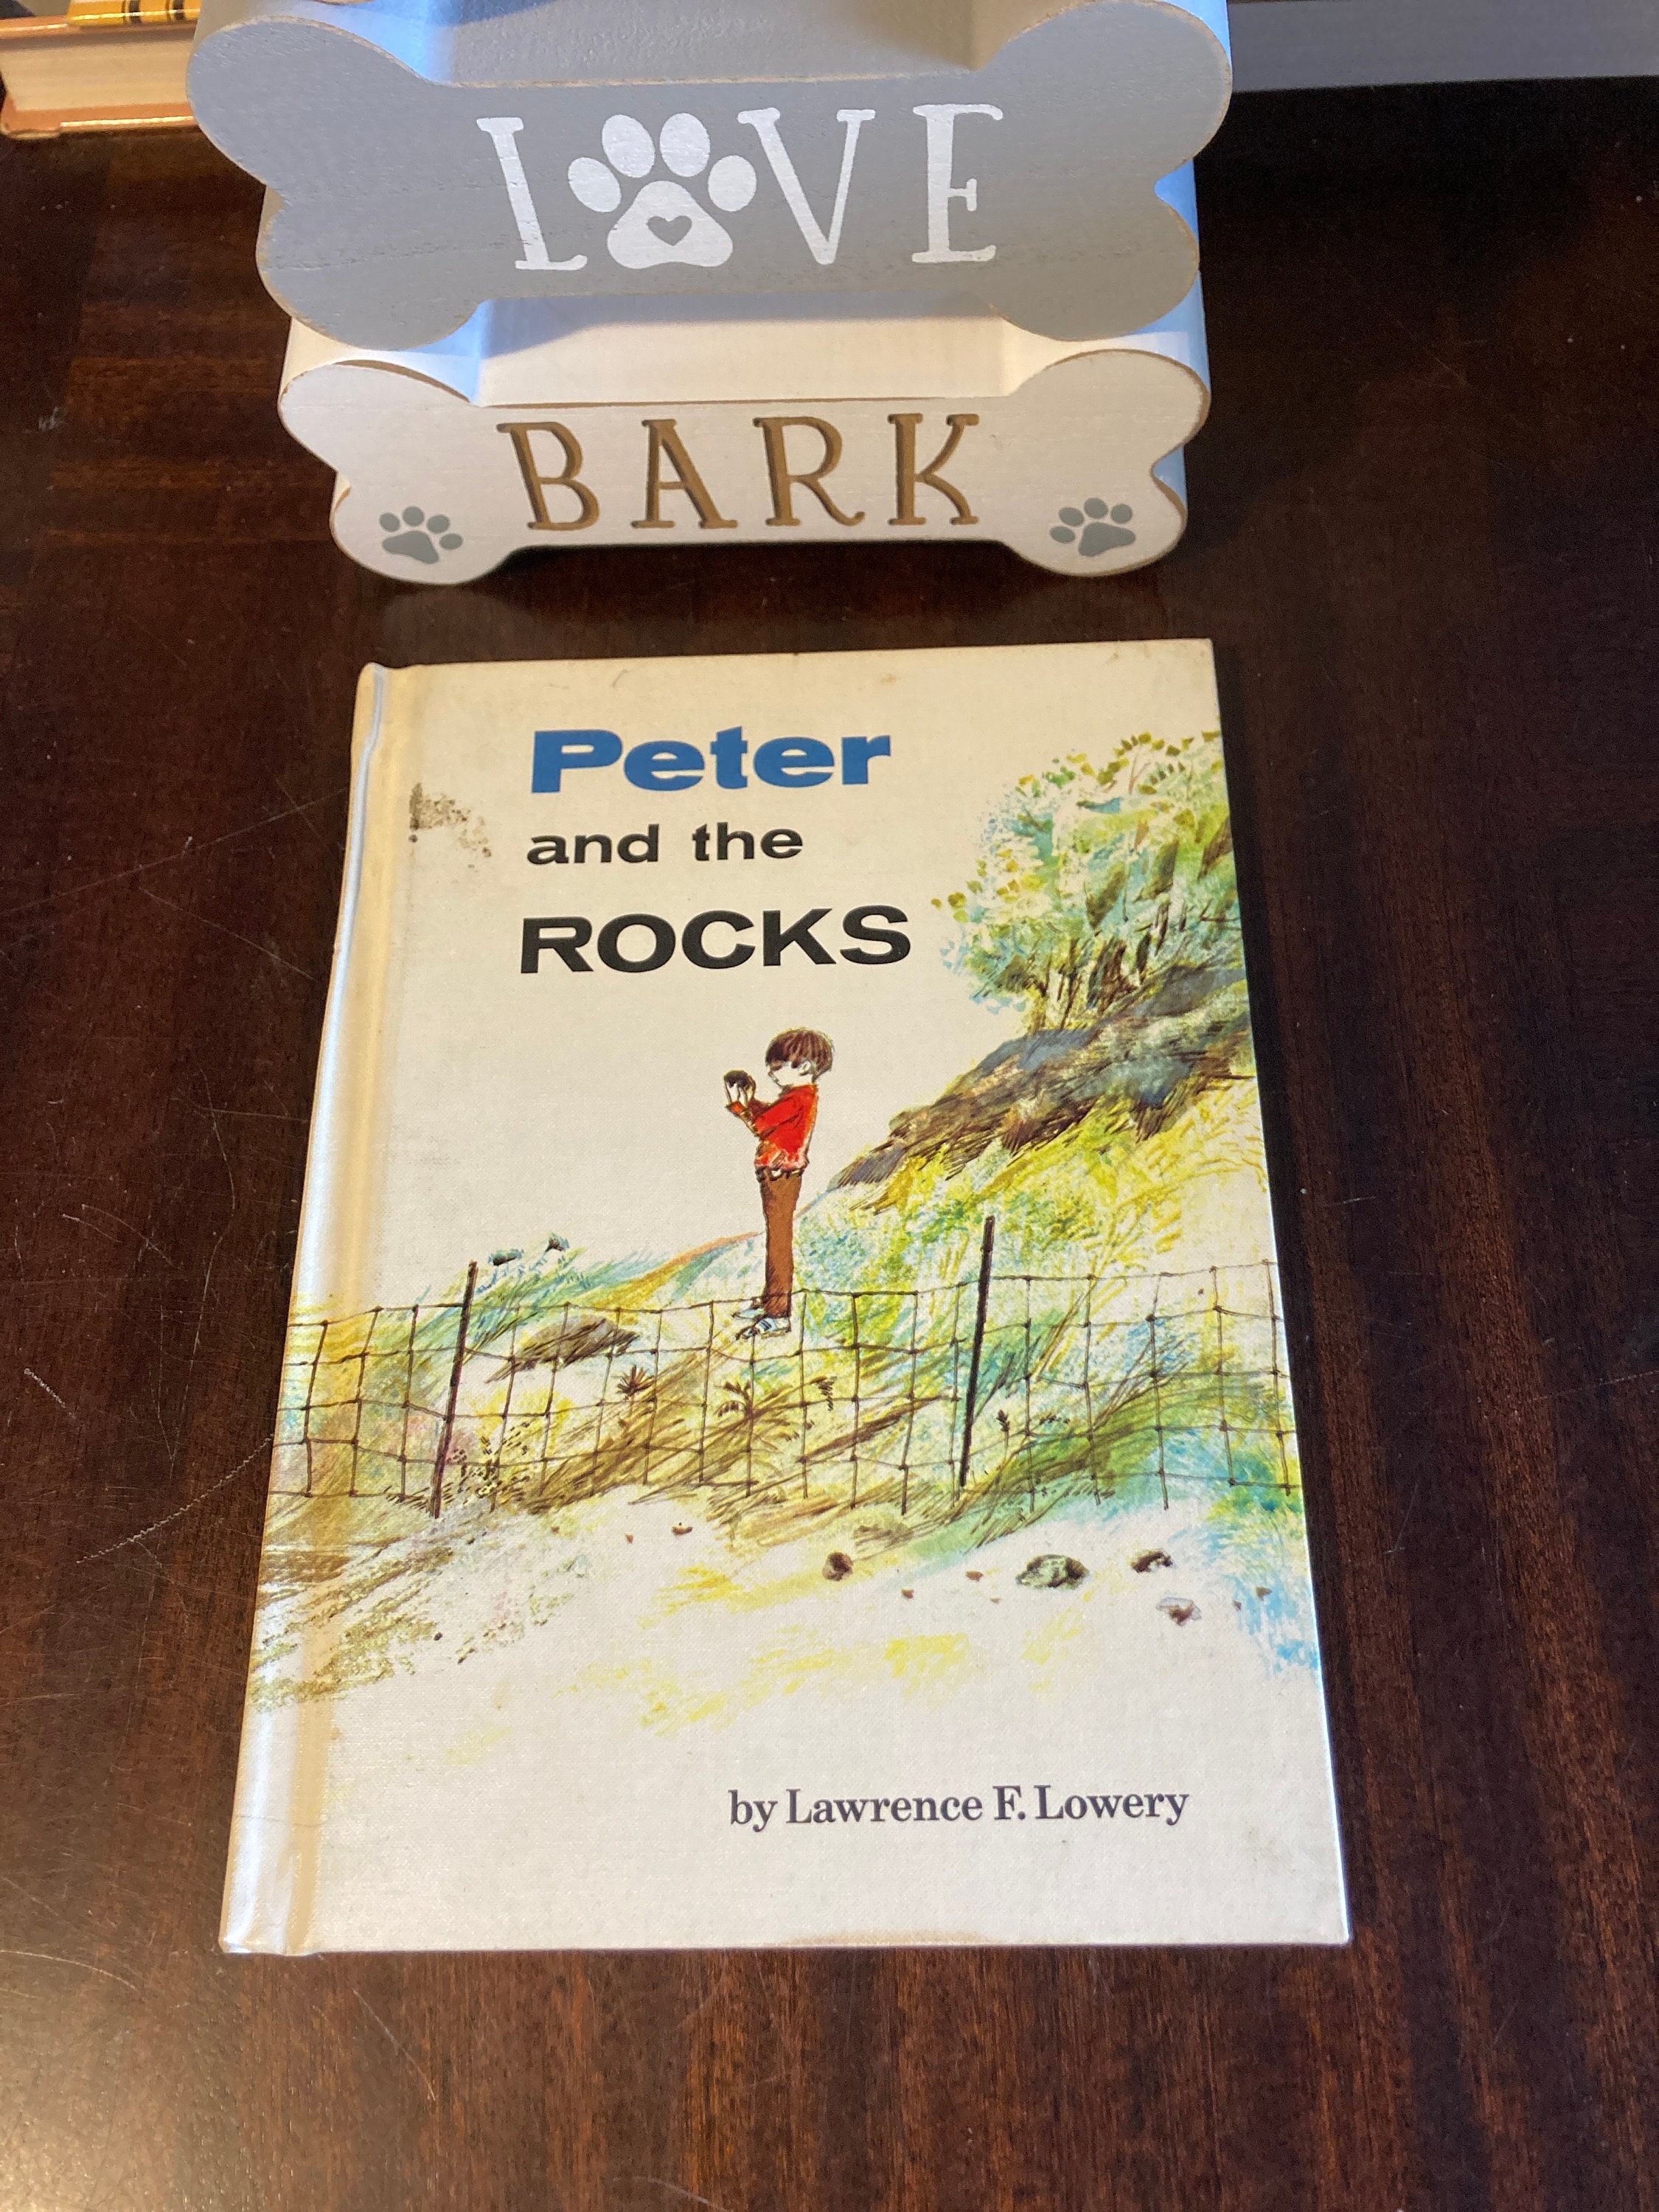 LOVE
BARK
Peter
and the
ROCKS
by Lawrence F. Lowery